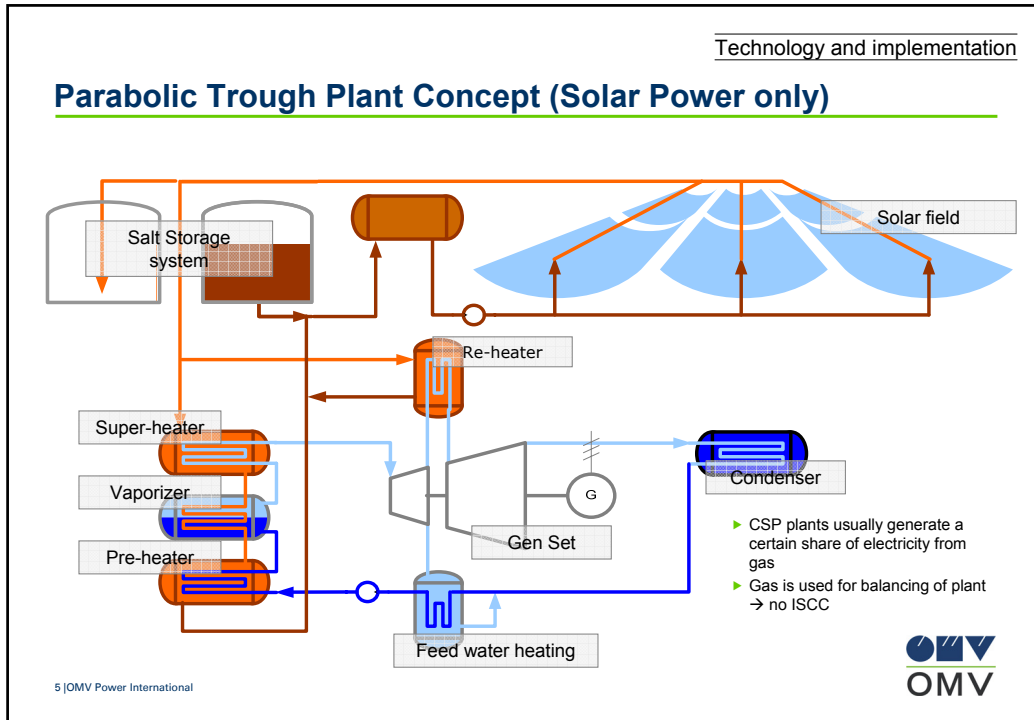 Technology and implementation
Parabolic Trough Plant Concept (Solar Power only)
Salt Storage
system
Solar field
Re-heater
Super-heater
Vaporizer
Pre-heater
G
Gen Set
Condenser
Feed water heating
▶ CSP plants usually generate a
certain share of electricity from
gas
▶ Gas is used for balancing of plant
→ no ISCC
5 |OMV Power International
OMV